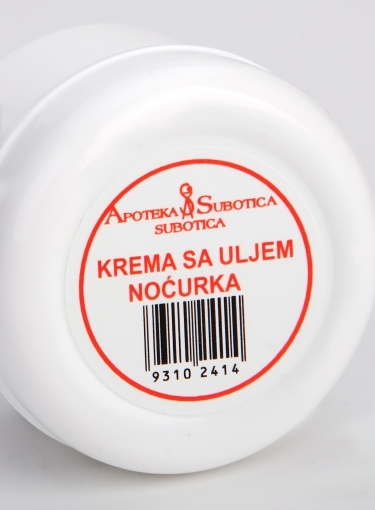 APOTEKA SUBOTICA
SUBOTICA
KREMA SA ULJEM
NOĆURKA
9310 2414